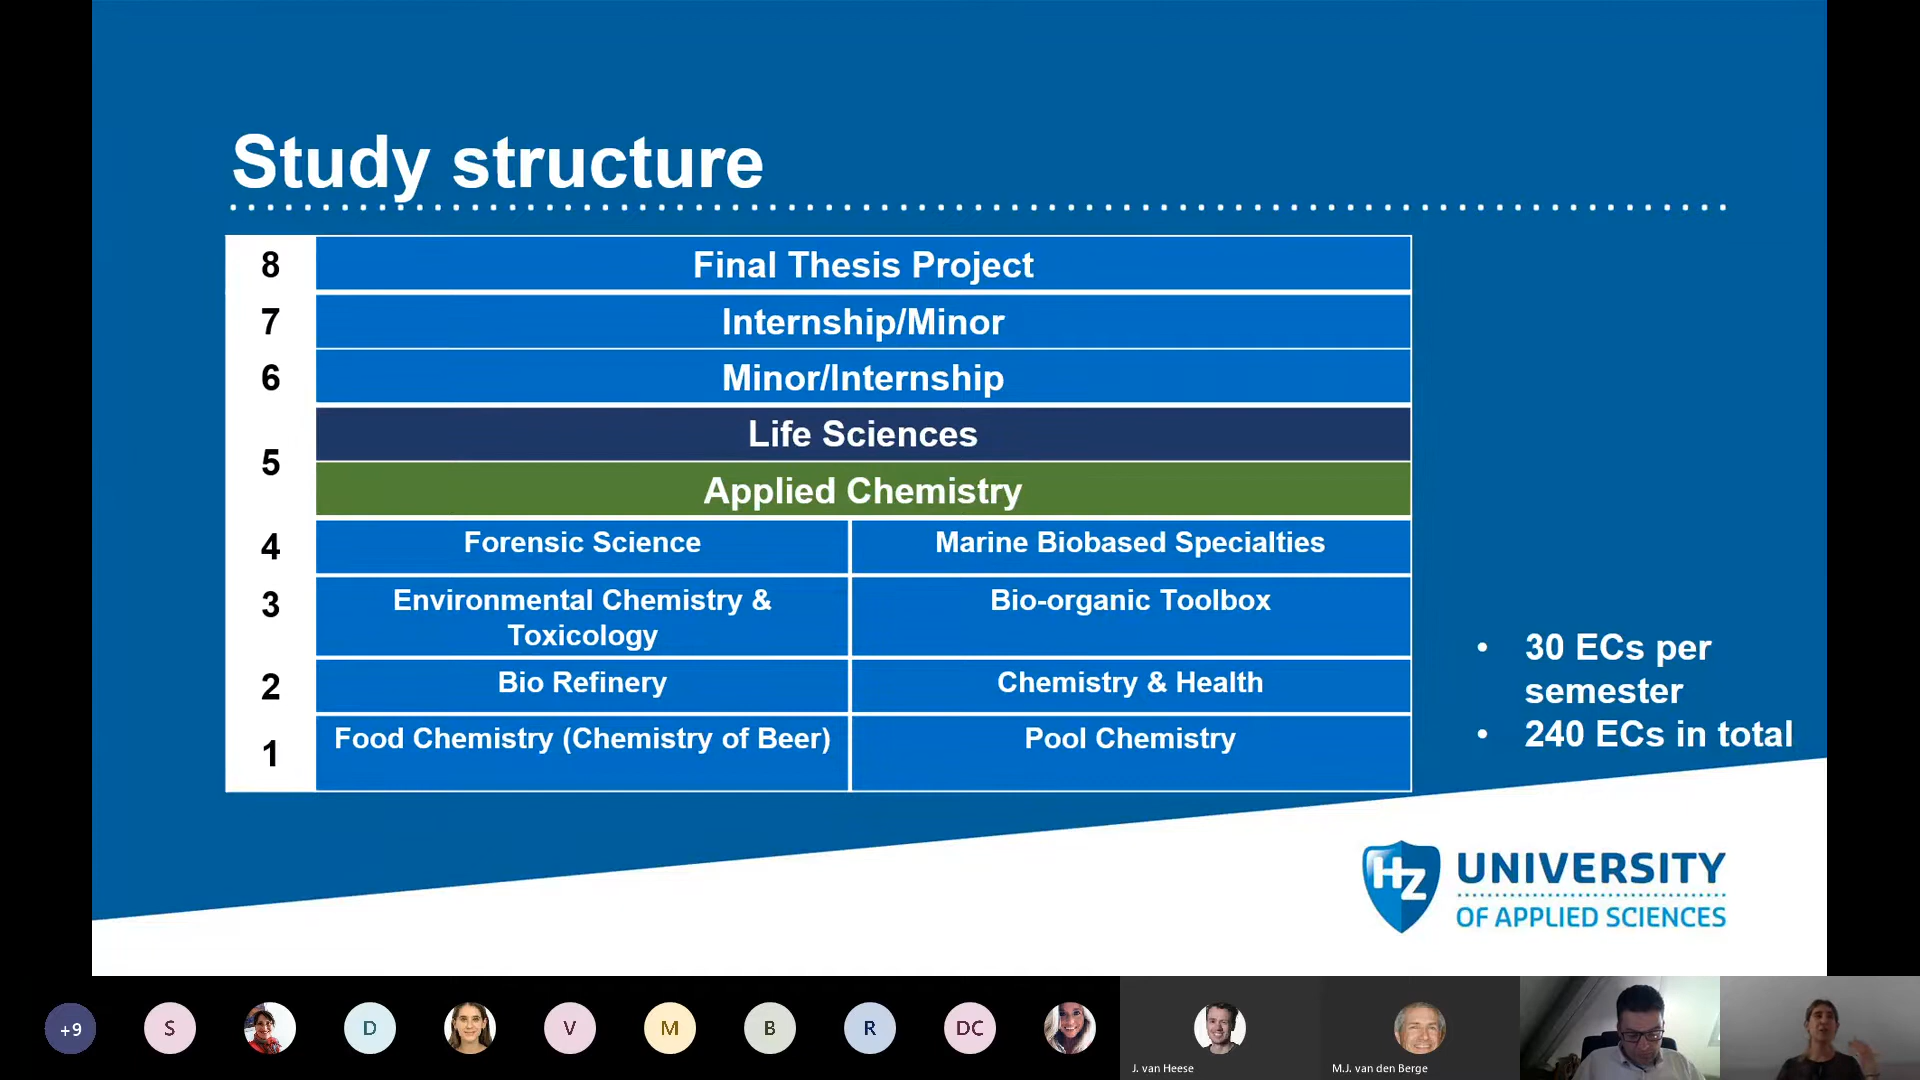 Study structure
8 Final Thesis Project
7 Internship/Minor
6 Minor/Internship
5 Life Sciences
Applied Chemistry
4 Forensic Science Marine Biobased Specialties
3 Environmental Chemistry & Bio-organic Toolbox
Toxicology
2 Bio Refinery Chemistry & Health
1 Food Chemistry (Chemistry of Beer) Pool Chemistry
• 30 ECs per
semester
• 240 ECs in total
HZ UNIVERSITY
OF APPLIED SCIENCES
+9 S D V M B R DC
J. van Heese M.J. van den Berge